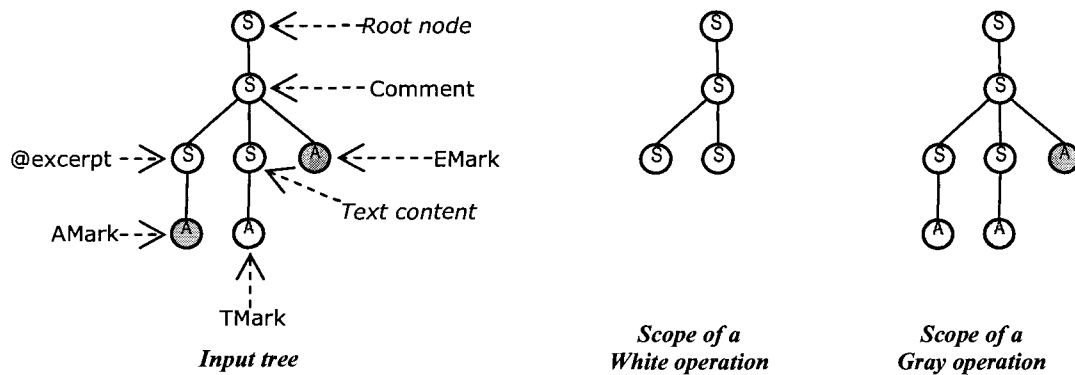 S
Root node
S
Comment
@excerpt
S
S
A
EMark
Text content
AMark
A
A
TMark
Input tree
S
S
S
S
Scope of a
White operation
S
S
S
S
A
A
A
Scope of a
Gray operation